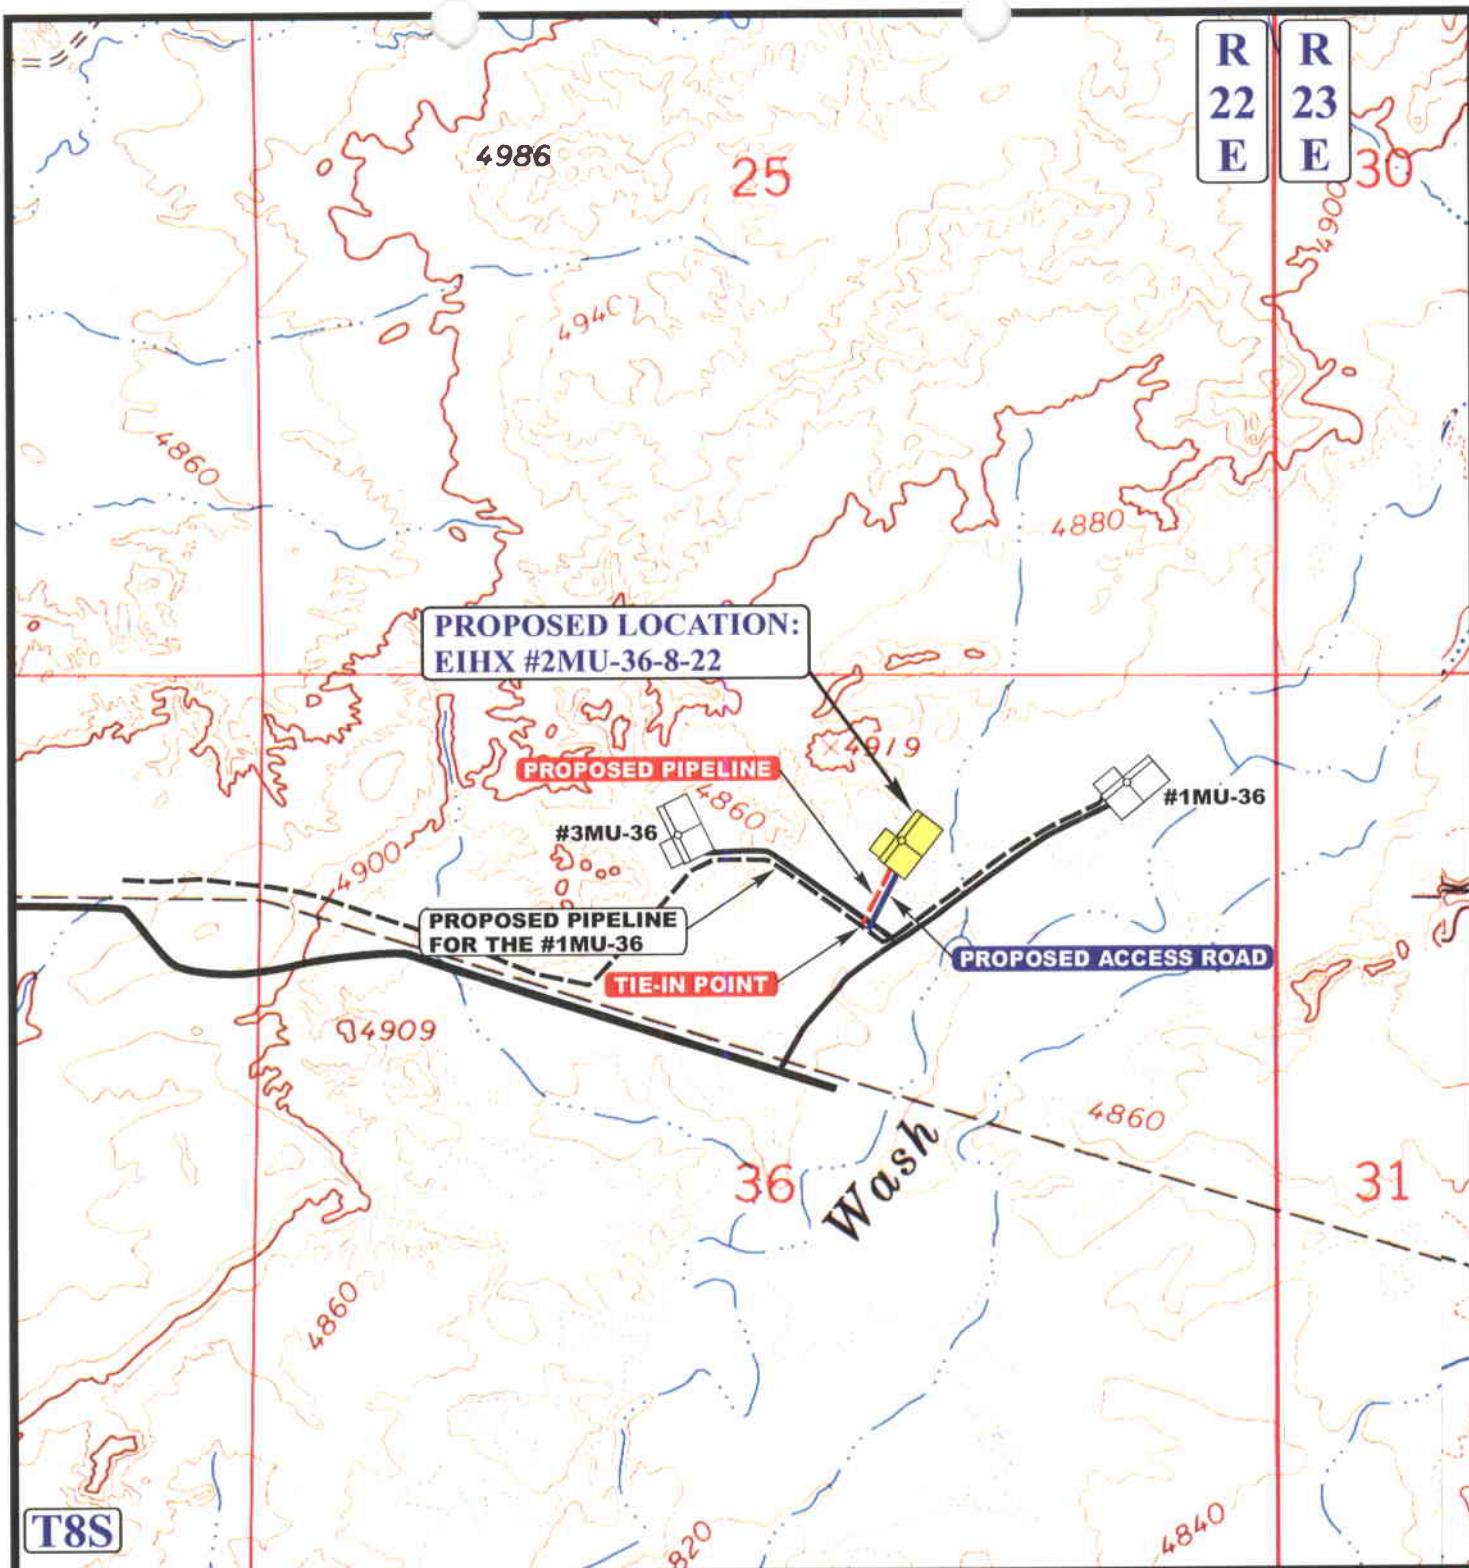 R
22
E
R
23
E
4986
25
30
4900
4940
4860
4880
PROPOSED LOCATION:
EIHX #2MU-36-8-22
4919
PROPOSED PIPELINE
4860
#1MU-36
#3MU-36
4900
PROPOSED PIPELINE
FOR THE #1MU-36
PROPOSED ACCESS ROAD
TIE-IN POINT
4909
4860
Wash
36
31
4860
T8S
820
4840